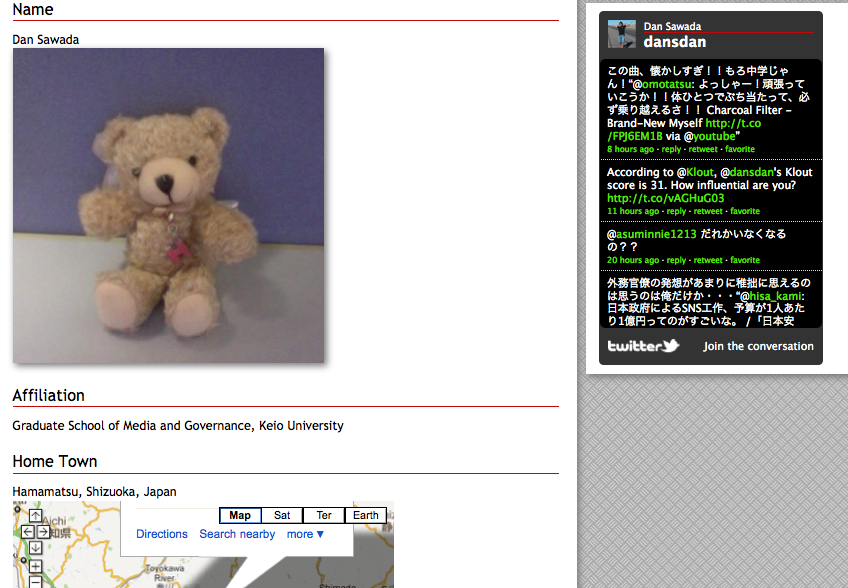 Name
Dan Sawada
Affiliation
Graduate School of Media and Governance, Keio University
Home Town
Hamamatsu, Shizuoka, Japan
Aichi
知県
Map
Sat
Ter
Earth
Directions Search nearby more ▼
Toyokawa
River
Shimoda
Dan Sawada
dansdan
この曲、懐かしすぎ！！もろ中学じゃ
ん！“@omotatsu: よっしゃー！頑張って
いこうか！！体ひとつでぶち当たって、必
ず乗り越えるさ！！ Charcoal Filter -
Brand-New Myself http://t.co
/FPJ6EM1B via @youtube”
8 hours ago · reply · retweet · favorite
According to @Klout, @dansdan's Klout
score is 31. How influential are you?
http://t.co/vAGHuG03
11 hours ago · reply · retweet · favorite
@asuminnie1213 だれかいなくなる
の？？
20 hours ago · reply · retweet · favorite
外務官僚の発想があまりに稚拙に思えるの
は思うのは俺だけか・・・“@hisa_kami:
日本政府によるSNS工作、予算が1人あた
り1億円ってのがすごいな。 /「日本安
twitter
Join the conversation